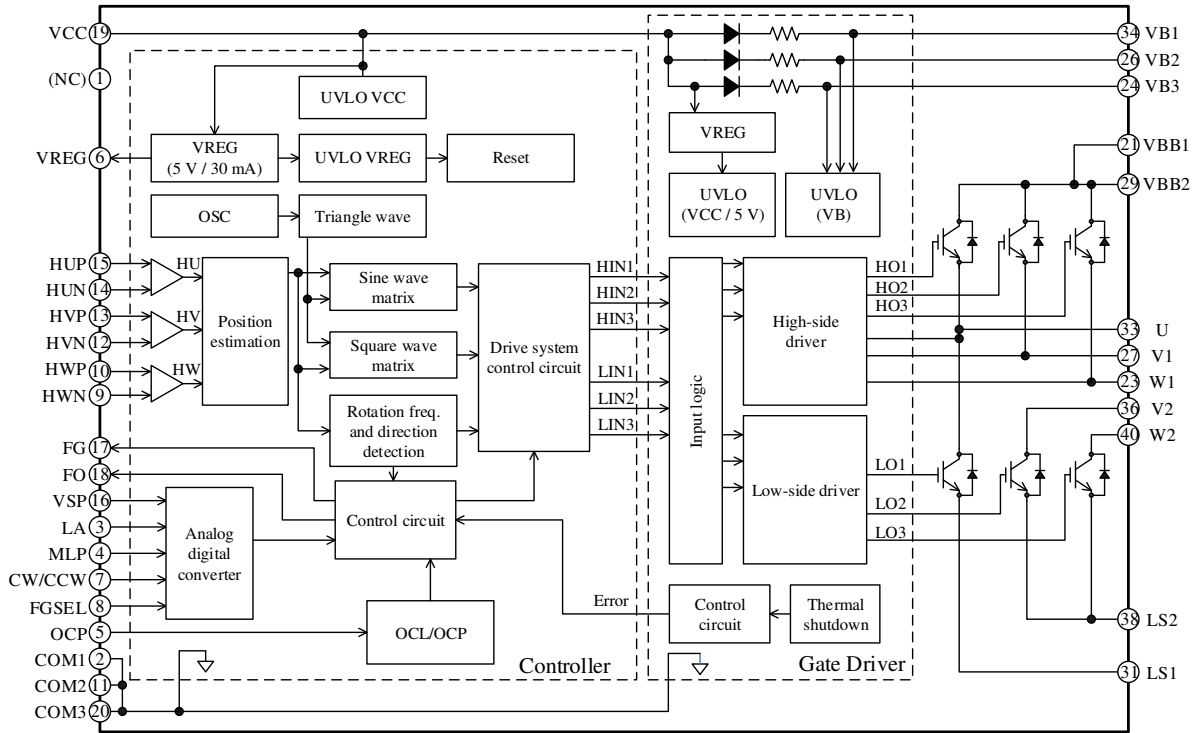 VCC 19
(NC) 1
VREG 6
HUP 15
HUN 14
HVP 13
HVN 12
HWP 10
HWN 9
FG 17
FO 18
VSP 16
LA 3
MLP 4
CW/CCW 7
FGSEL 8
OCP 5
COM1 2
COM2 11
COM3 20
UVLO VCC
VREG
(5 V / 30 mA)
UVLO VREG
Reset
OSC
Triangle wave
HU
HV
HW
Position
estimation
Sine wave
matrix
Square wave
matrix
Rotation freq.
and direction
detection
Drive system
control circuit
Control circuit
Analog
digital
converter
OCL/OCP
Controller
HIN1
HIN2
HIN3
LIN1
LIN2
LIN3
Error
VREG
UVLO
(VCC / 5 V)
UVLO
(VB)
Input logic
High-side
driver
Low-side driver
Control
circuit
Thermal
shutdown
Gate Driver
HO1
HO2
HO3
LO1
LO2
LO3
34 VB1
26 VB2
24 VB3
21 VBB1
29 VBB2
33 U
27 V1
23 W1
36 V2
40 W2
38 LS2
31 LS1